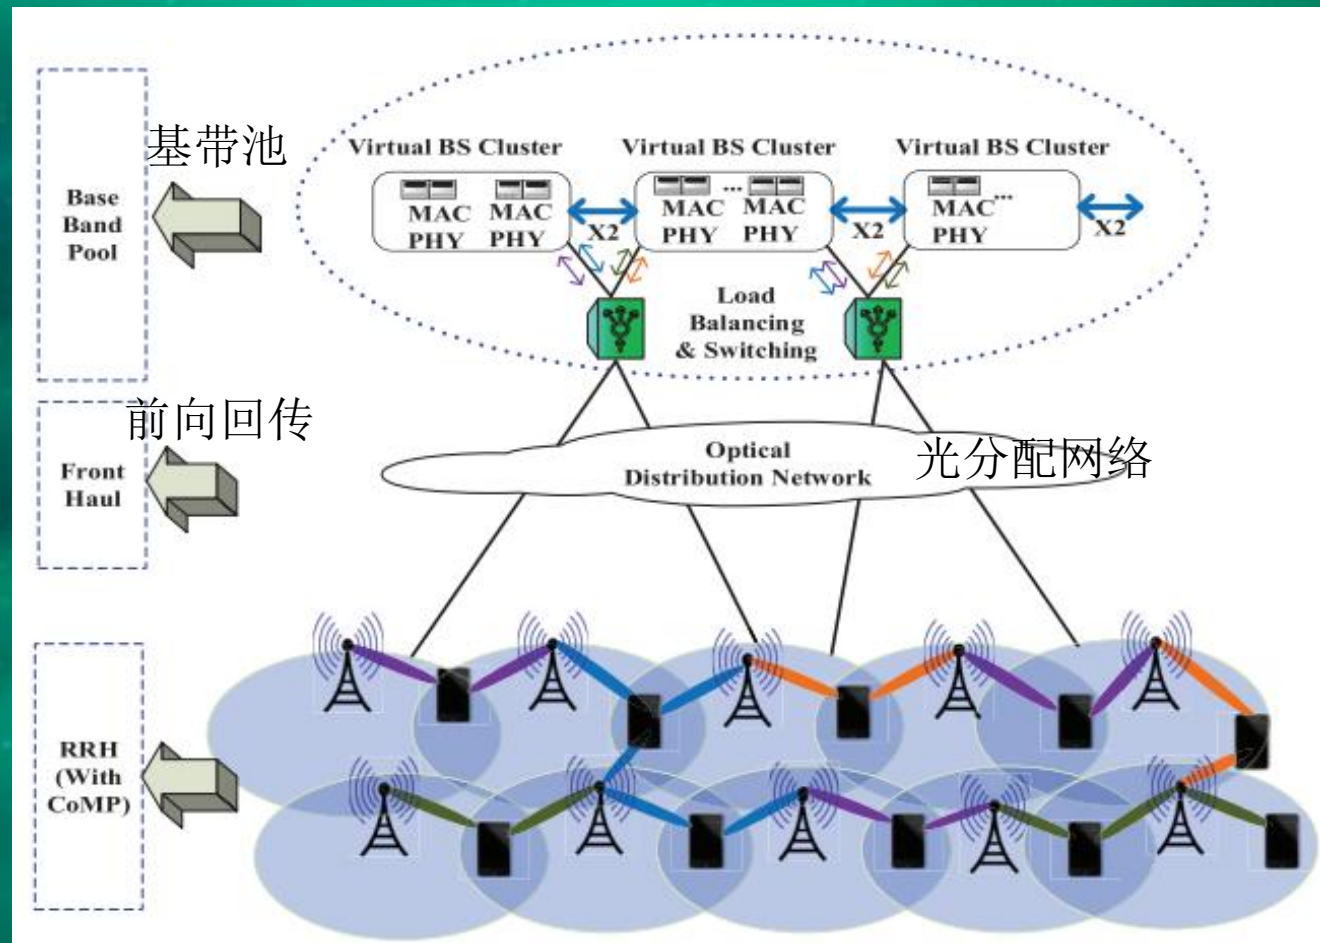 基带池
Base
Band
Pool
Virtual BS Cluster
Virtual BS Cluster
Virtual BS Cluster
MAC
PHY
MAC
PHY
X2
...
MAC
PHY
MAC
PHY
X2
...
MAC
PHY
X2
Load
Balancing
& Switching
前向回传
Front
Haul
Optical
Distribution Network
光分配网络
RRH
(With
CoMP)